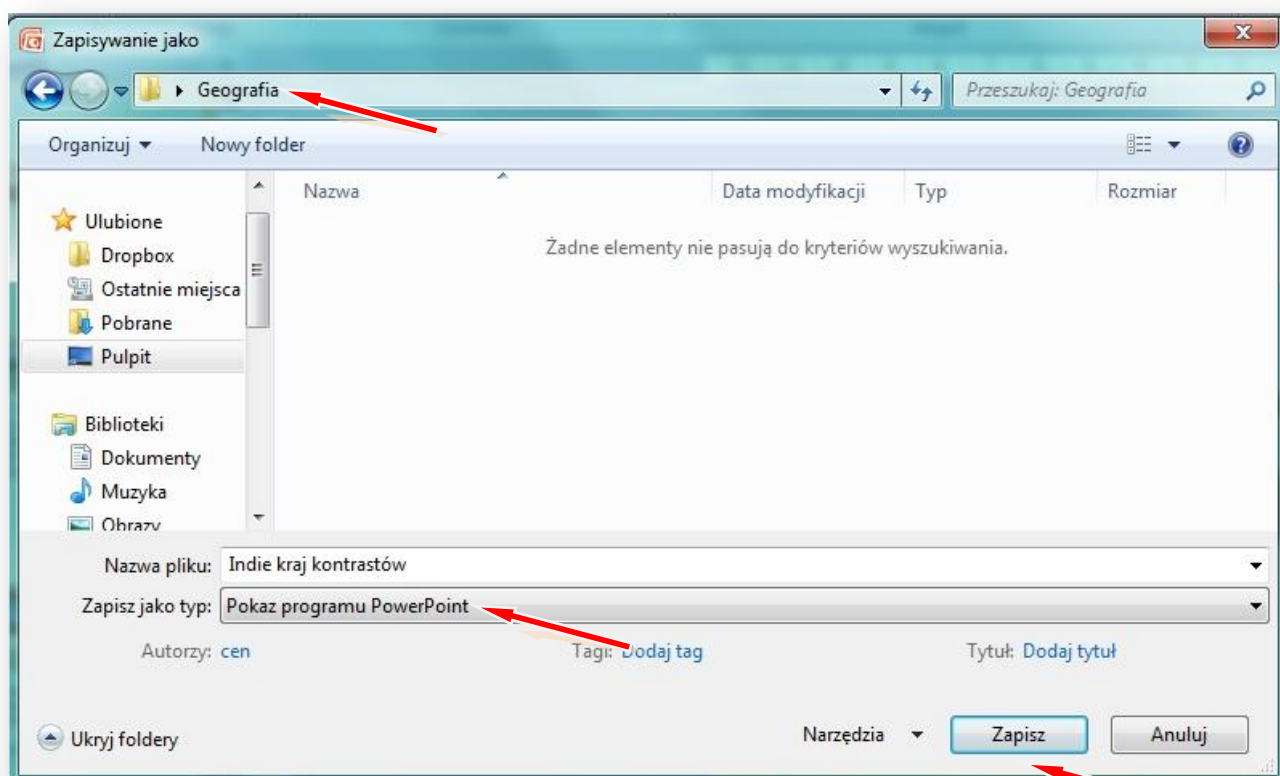 Zapisywanie jako
Geografia
Przeszukaj: Geografia
Organizuj Nowy folder
Nazwa Data modyfikacji Typ Rozmiar
Żadne elementy nie pasują do kryteriów wyszukiwania.
Ulubione
Dropbox
Ostatnie miejsca
Pobrane
Pulpit
Biblioteki
Dokumenty
Muzyka
Obrazy
Nazwa pliku: Indie kraj kontrastów
Zapisz jako typ: Pokaz programu PowerPoint
Autorzy: cen Tagi: Dodaj tag Tytuł: Dodaj tytuł
Ukryj foldery Narzędzia Zapisz Anuluj